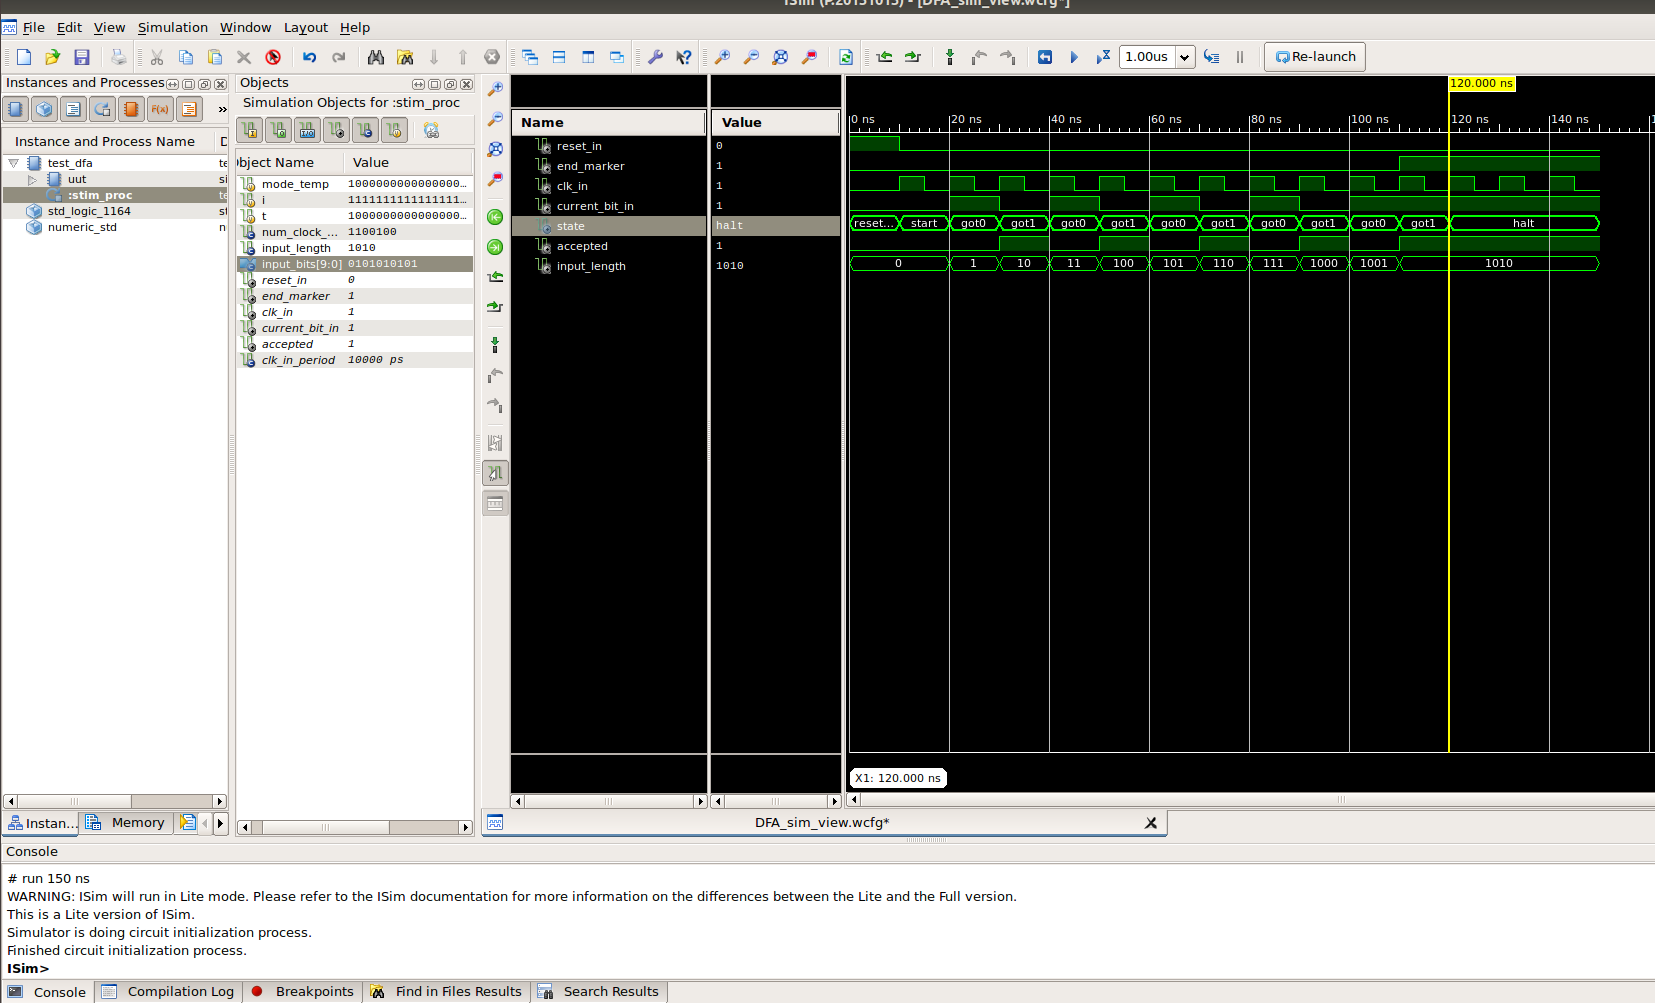 ISim (P.20131013) - [DFA_sim_view.wcfg*]
File Edit View Simulation Window Layout Help
1.00us
Re-launch
Instances and Processes
»
Instance and Process Name
D
test_dfa
te
uut
si
:stim_proc
te
std_logic_1164
st
numeric_std
n
Instan...
Memory
Objects
Simulation Objects for :stim_proc
bject Name Value
mode_temp 1000000000000000...
i 1111111111111111...
t 1000000000000000...
num_clock_... 1100100
input_length 1010
input_bits[9:0] 0101010101
reset_in 0
end_marker 1
clk_in 1
current_bit_in 1
accepted 1
clk_in_period 10000 ps
Name Value
reset_in 0
end_marker 1
clk_in 1
current_bit_in 1
state halt
accepted 1
input_length 1010
120.000 ns
0 ns 20 ns 40 ns 60 ns 80 ns 100 ns 120 ns 140 ns
reset... start got0 got1 got0 got1 got0 got1 got0 got1 got0 got1 halt
0 1 10 11 100 101 110 111 1000 1001 1010
X1: 120.000 ns
DFA_sim_view.wcfg*
Console
# run 150 ns
WARNING: ISim will run in Lite mode. Please refer to the ISim documentation for more information on the differences between the Lite and the Full version.
This is a Lite version of ISim.
Simulator is doing circuit initialization process.
Finished circuit initialization process.
ISim>
Console Compilation Log Breakpoints Find in Files Results Search Results